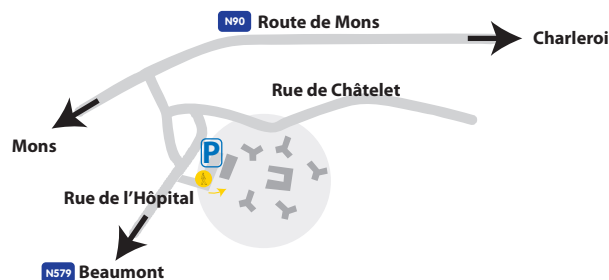 N90 Route de Mons
Charleroi
Rue de Châtelet
Mons
P
Rue de l’Hôpital
N579 Beaumont